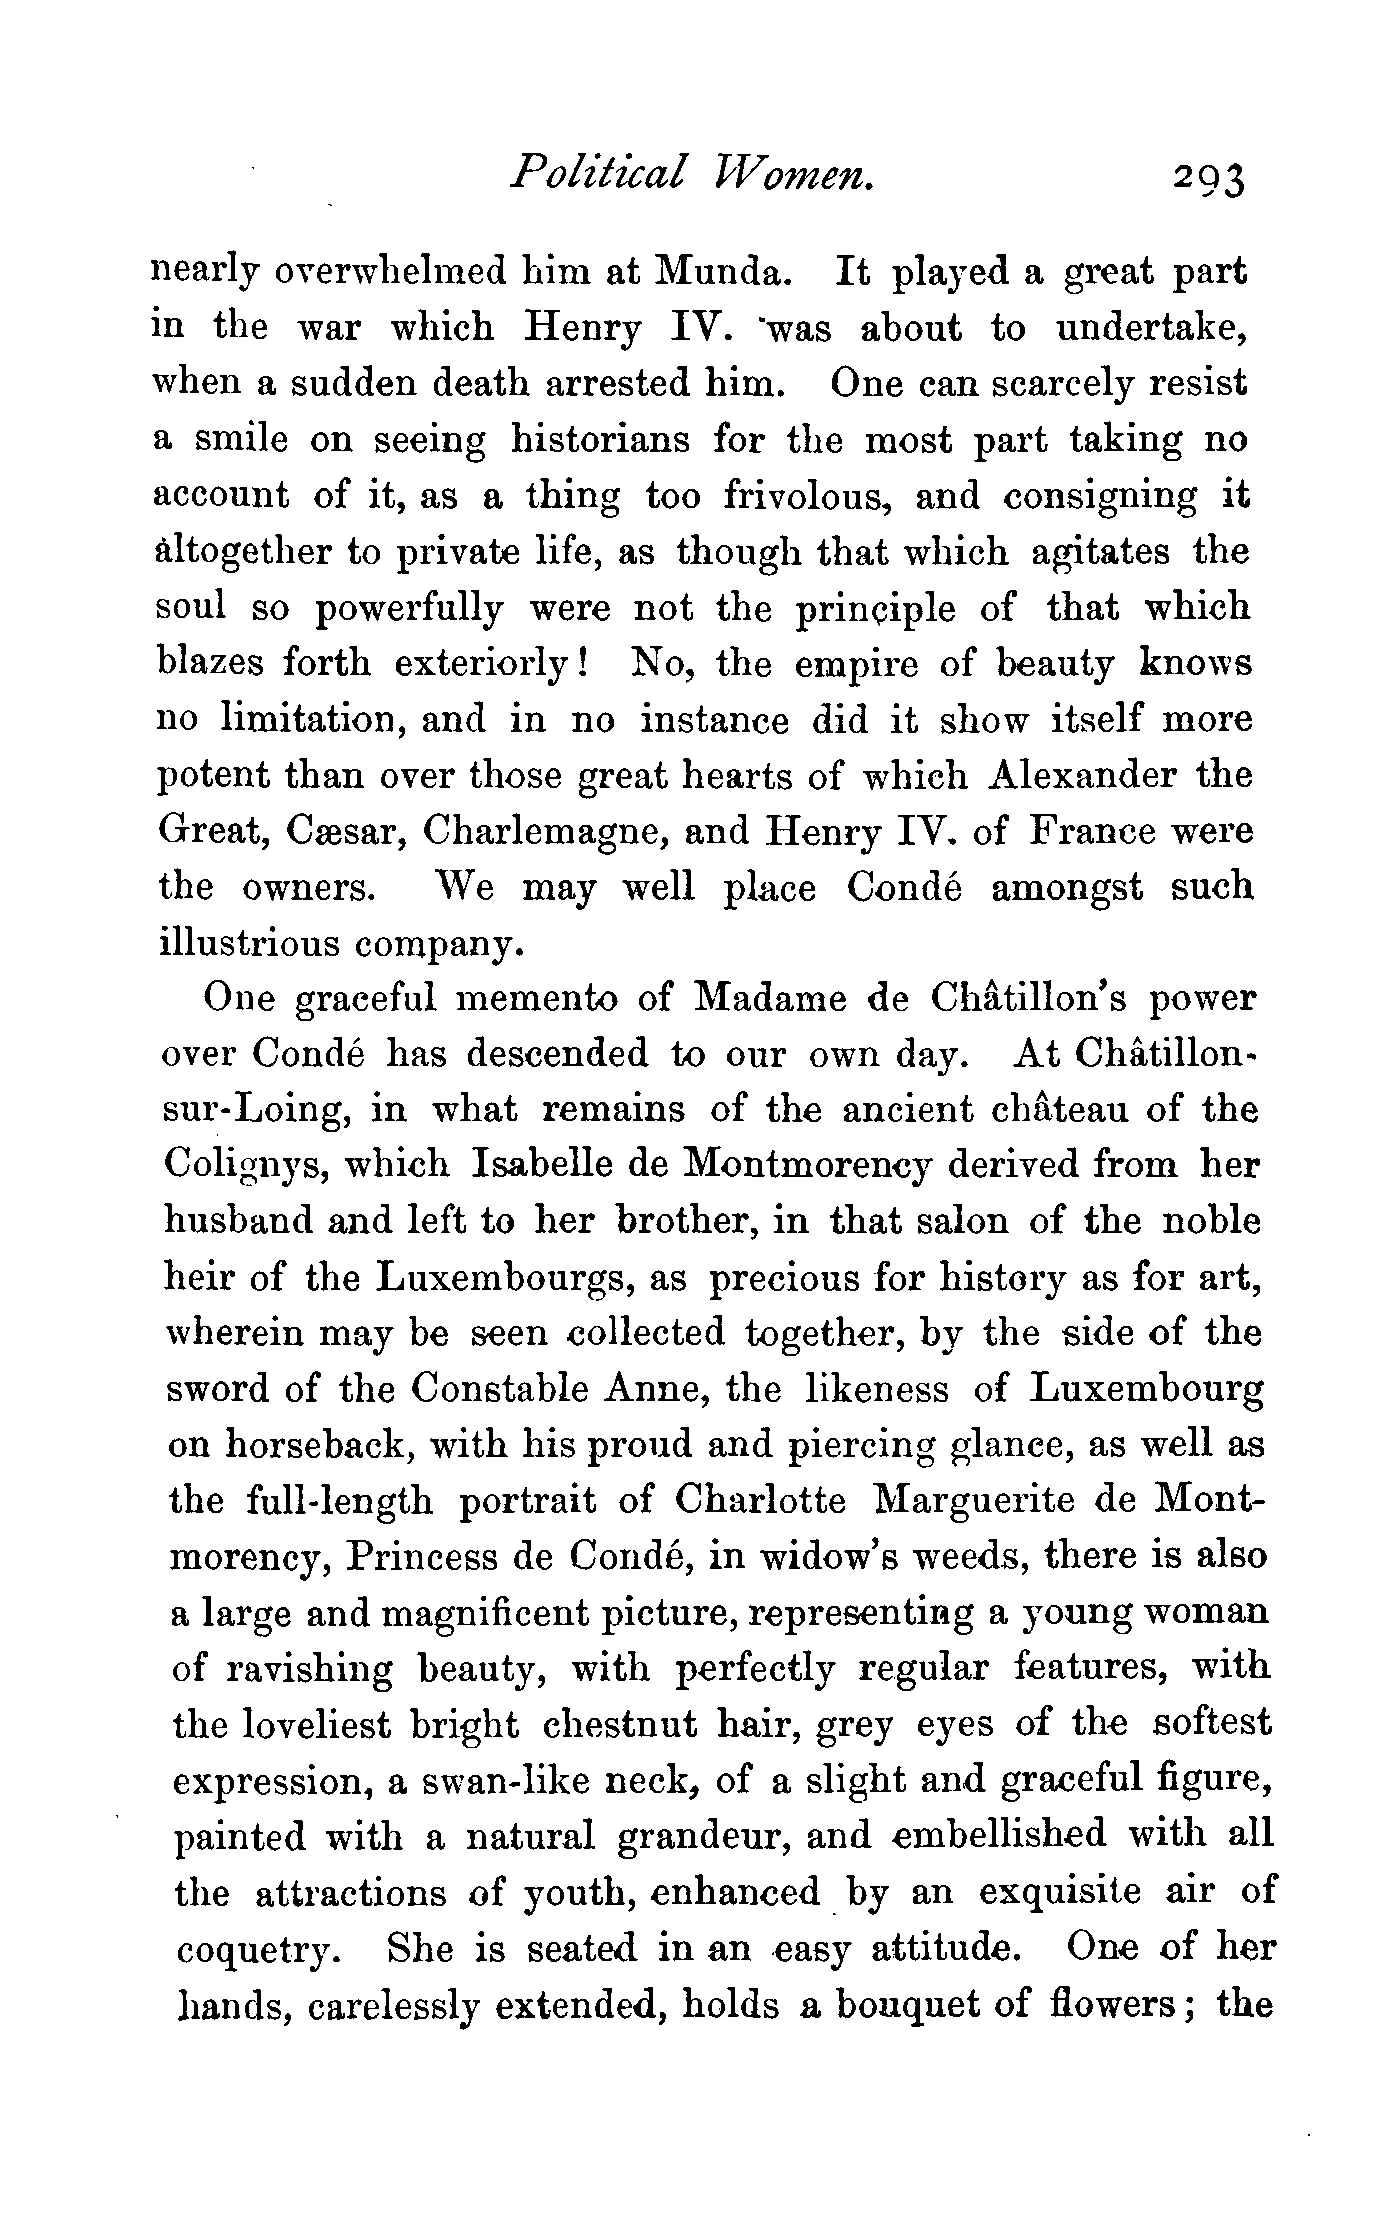 Political Women. 293
nearly overwhelmed him at Munda. It played a great part
in the war which Henry IV. was about to undertake,
when a sudden death arrested him. One can scarcely resist
a smile on seeing historians for the most part taking no
account of it, as a thing too frivolous, and consigning it
altogether to private life, as though that which agitates the
soul so powerfully were not the principle of that which
blazes forth exteriorly! No, the empire of beauty knows
no limitation, and in no instance did it show itself more
potent than over those great hearts of which Alexander the
Great, Cæsar, Charlemagne, and Henry IV. of France were
the owners. We may well place Condé amongst such
illustrious company.
One graceful memento of Madame de Châtillon's power
over Condé has descended to our own day. At Châtillon-
sur-Loing, in what remains of the ancient château of the
Colignys, which Isabelle de Montmorency derived from her
husband and left to her brother, in that salon of the noble
heir of the Luxembourgs, as precious for history as for art,
wherein may be seen collected together, by the side of the
sword of the Constable Anne, the likeness of Luxembourg
on horseback, with his proud and piercing glance, as well as
the full-length portrait of Charlotte Marguerite de Mont-
morency, Princess de Condé, in widow's weeds, there is also
a large and magnificent picture, representing a young woman
of ravishing beauty, with perfectly regular features, with
the loveliest bright chestnut hair, grey eyes of the softest
expression, a swan-like neck, of a slight and graceful figure,
painted with a natural grandeur, and embellished with all
the attractions of youth, enhanced by an exquisite air of
coquetry. She is seated in an easy attitude. One of her
hands, carelessly extended, holds a bouquet of flowers; the